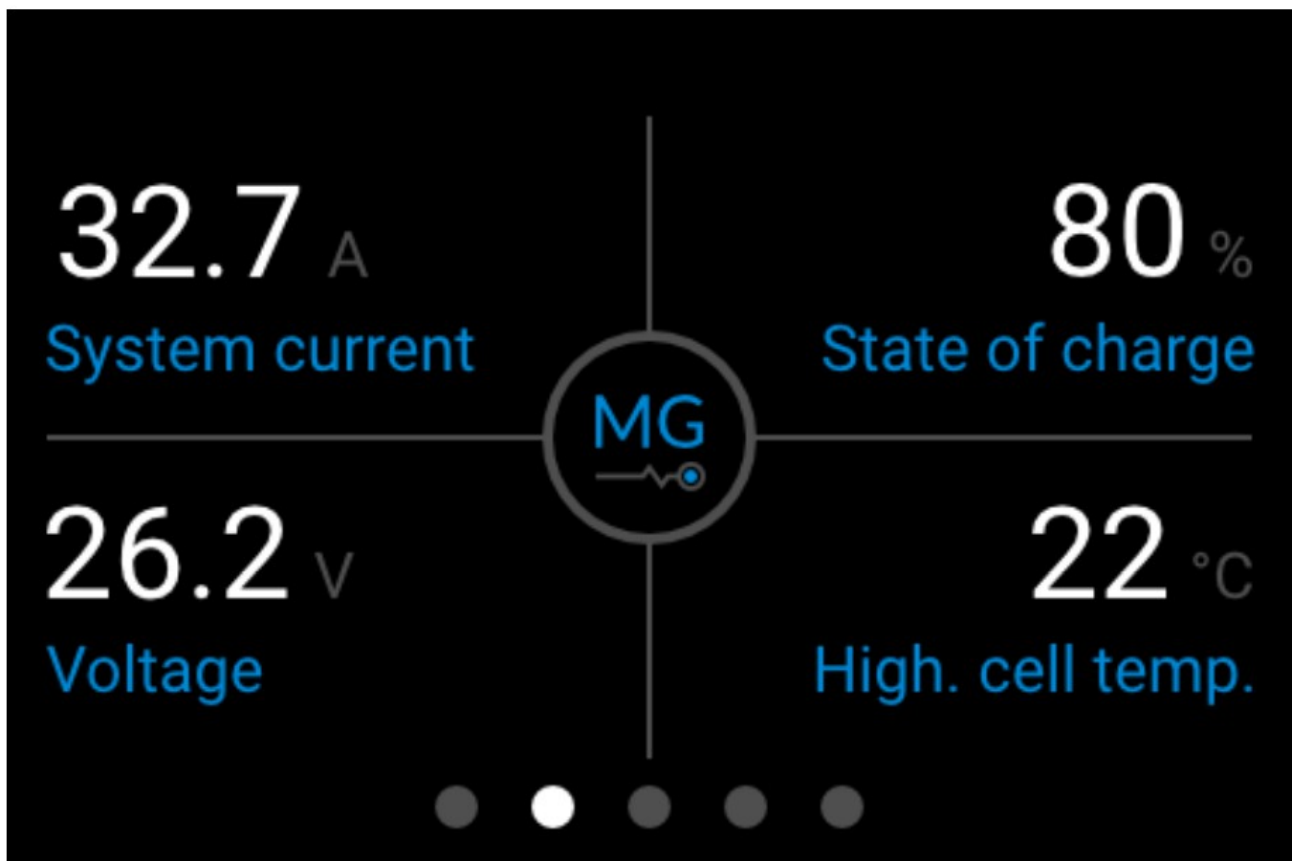 32.7 A
System current
80 %
State of charge
MG
26.2 V
Voltage
22 °C
High. cell temp.